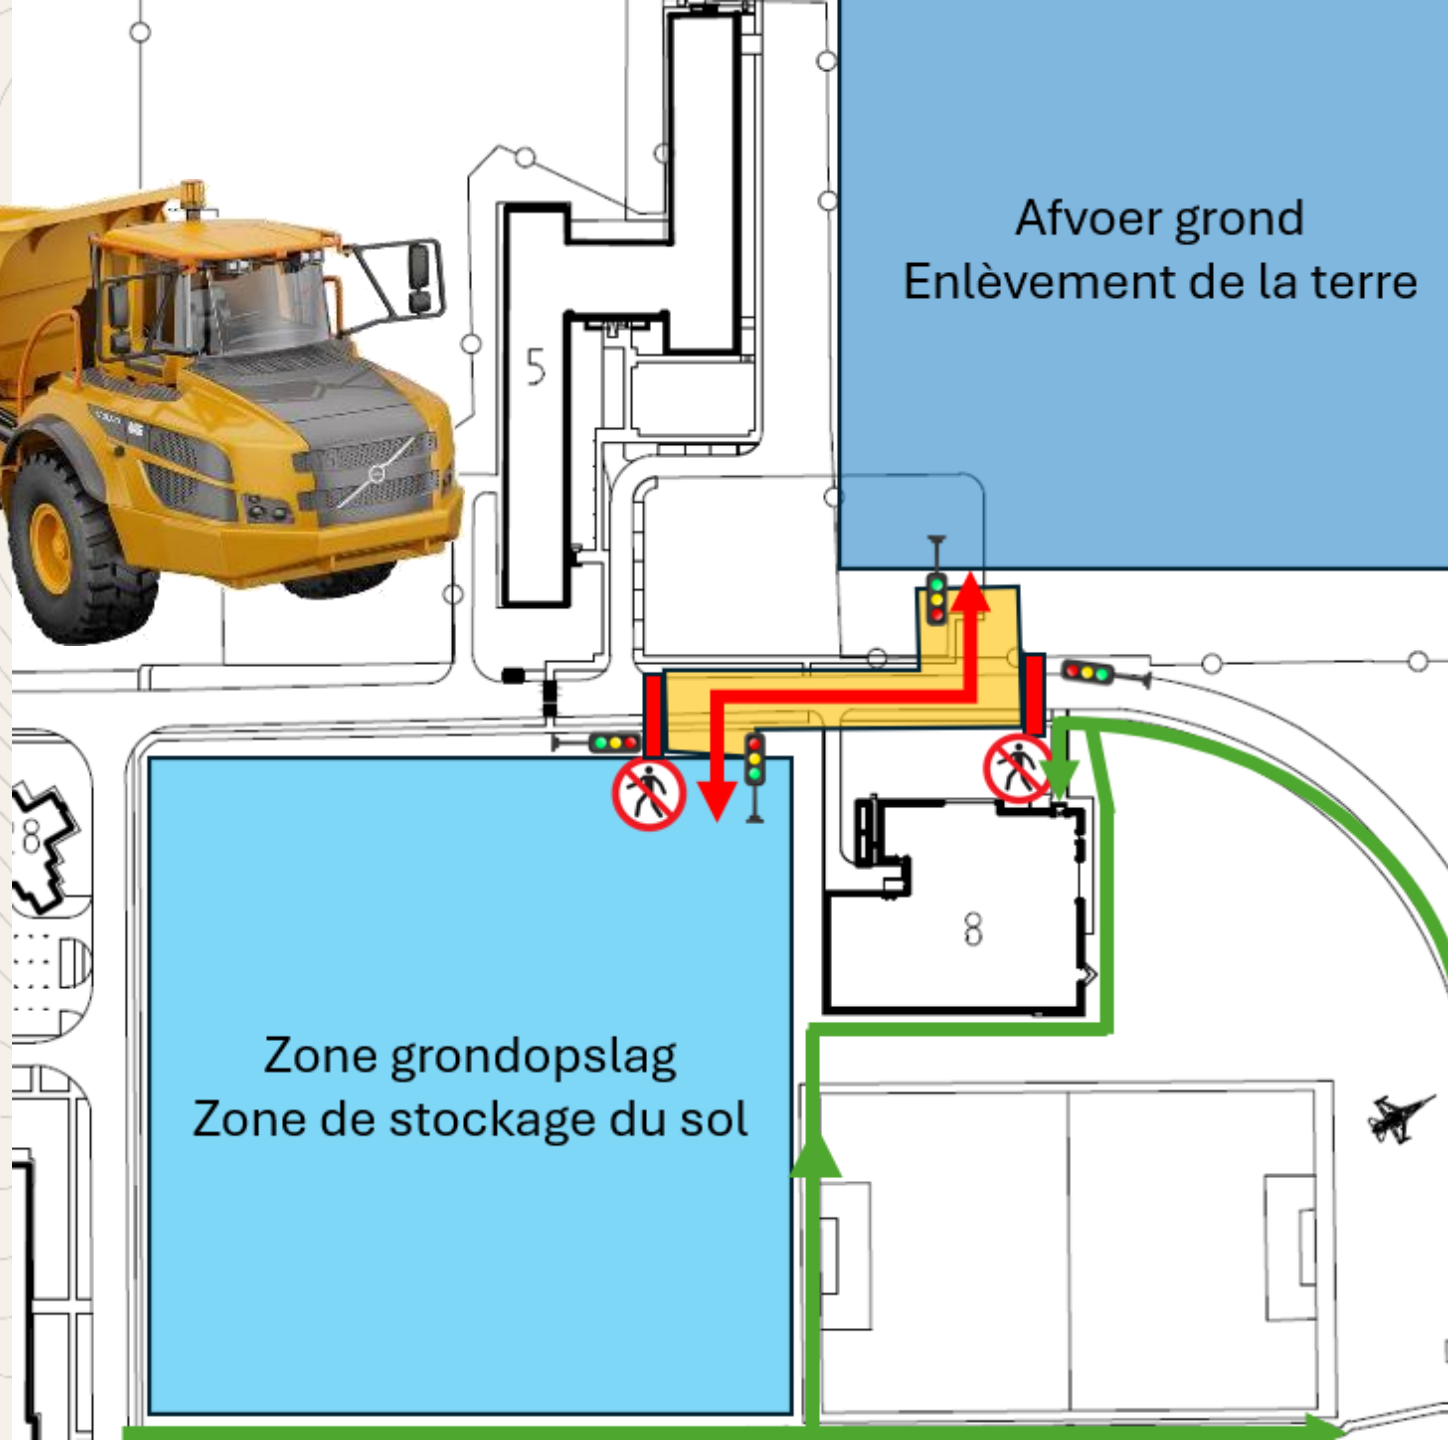 Afvoer grond
Enlèvement de la terre
5
8
8
Zone grondopslag
Zone de stockage du sol